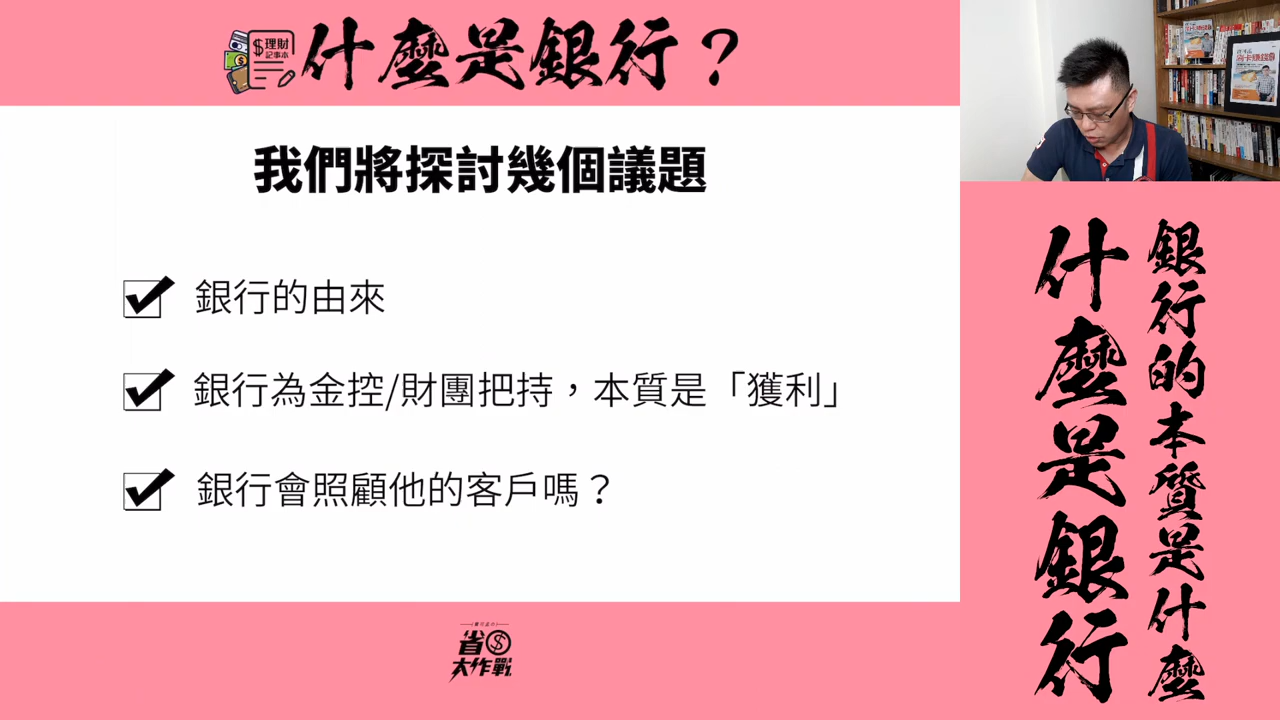 $理財
記事本
什麼是銀行？
我們將探討幾個議題
銀行的由來
銀行為金控/財團把持，本質是「獲利」
銀行會照顧他的客戶嗎？
銀行的本質是什麼
什麼是銀行
省$
大作戰